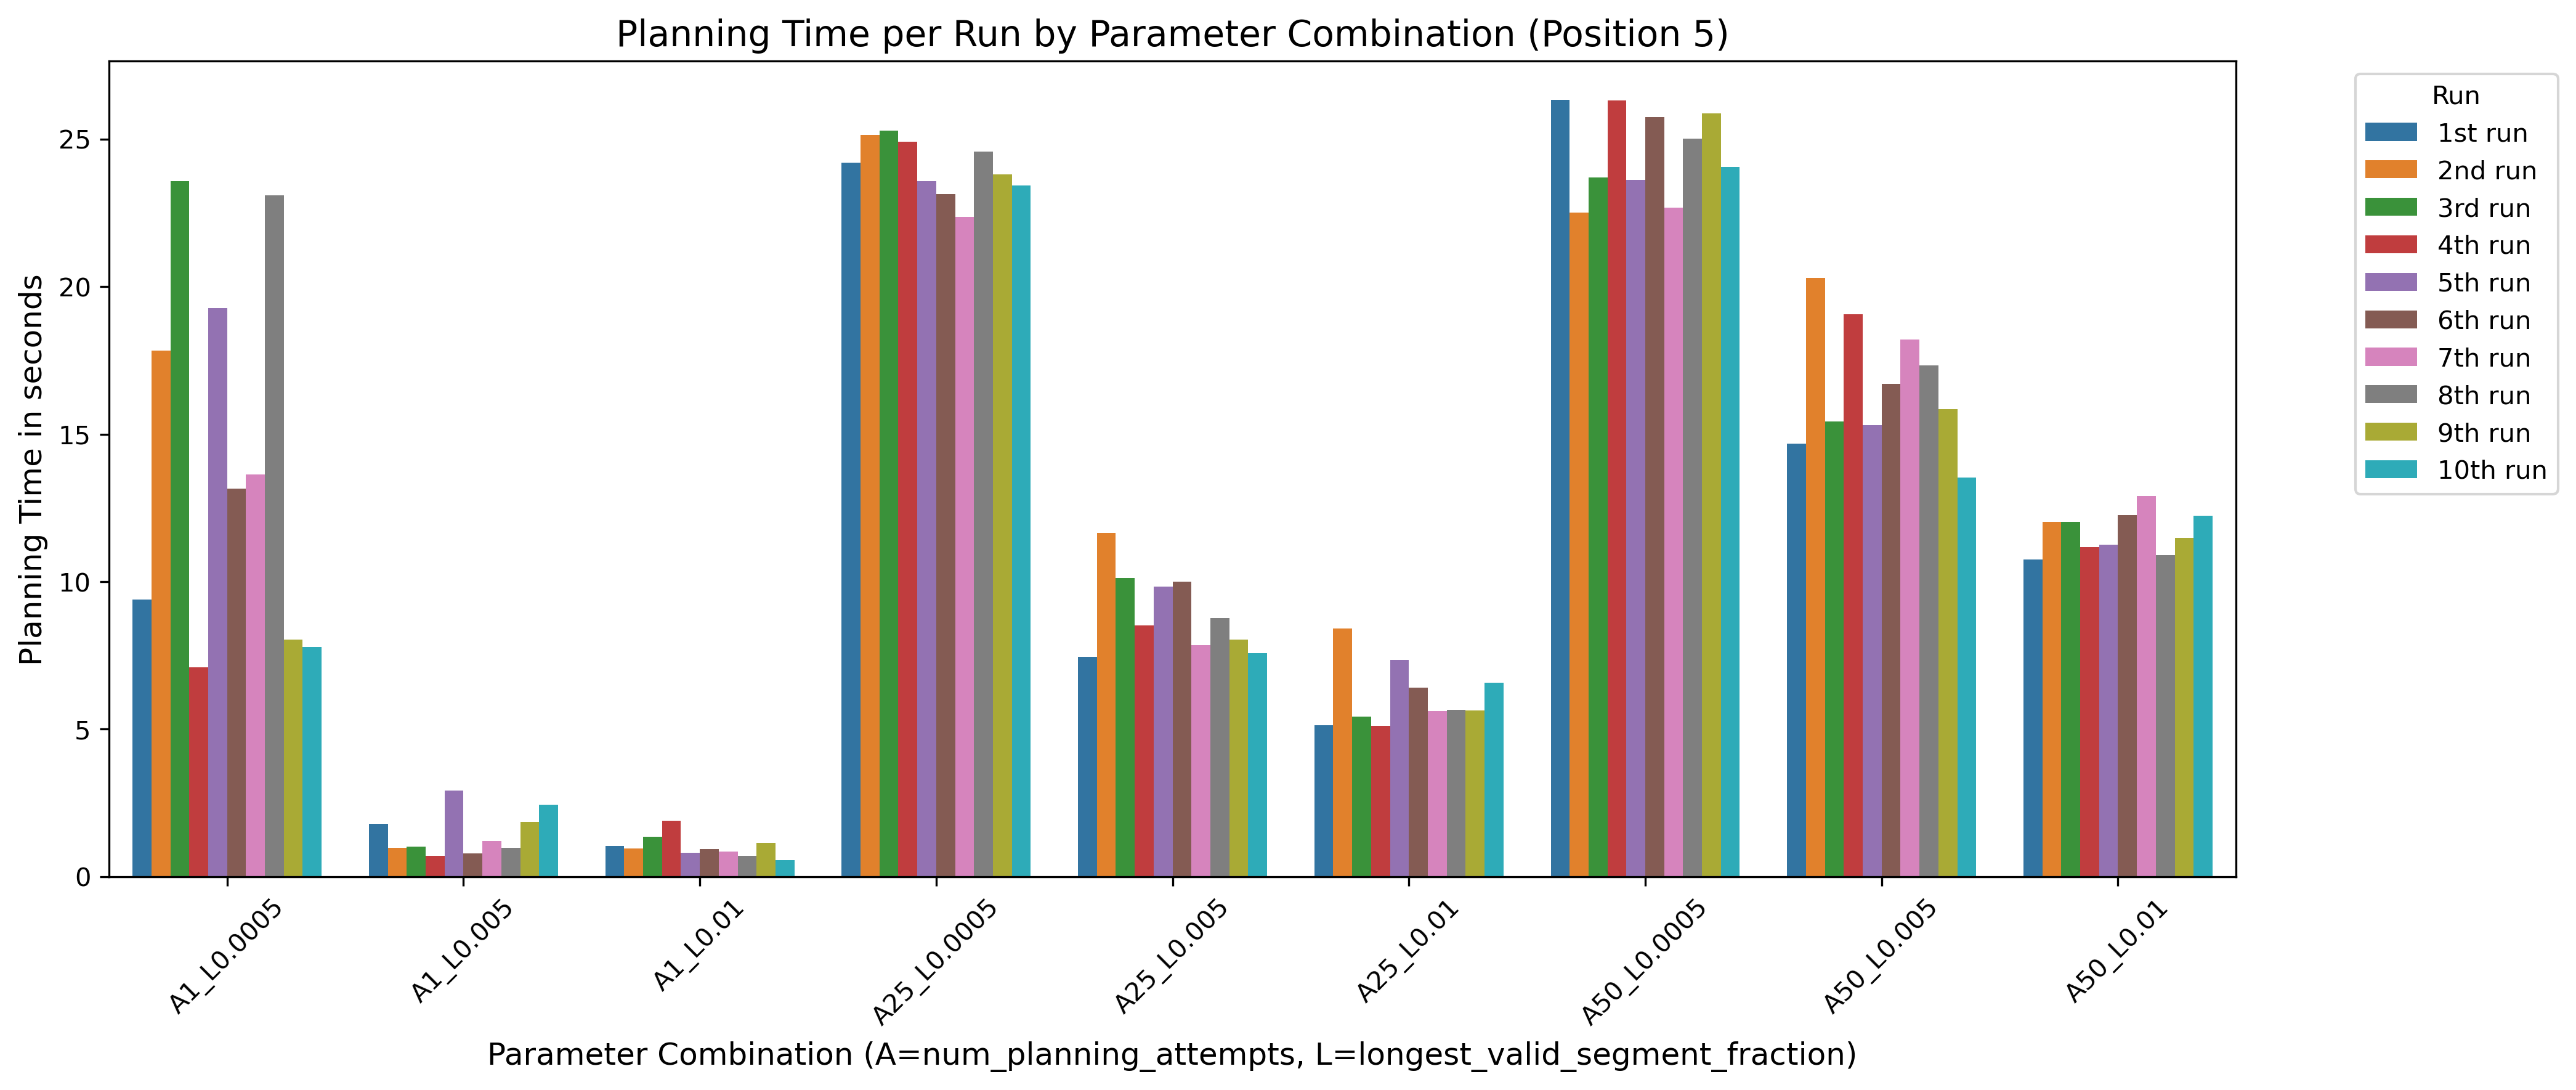 Planning Time per Run by Parameter Combination (Position 5)
Planning Time in seconds
25
20
15
10
5
0
A1_L0.0005
A1_L0.005
A1_L0.01
A25_L0.0005
A25_L0.005
A25_L0.01
A50_L0.0005
A50_L0.005
A50_L0.01
Parameter Combination (A=num_planning_attempts, L=longest_valid_segment_fraction)
Run
1st run
2nd run
3rd run
4th run
5th run
6th run
7th run
8th run
9th run
10th run